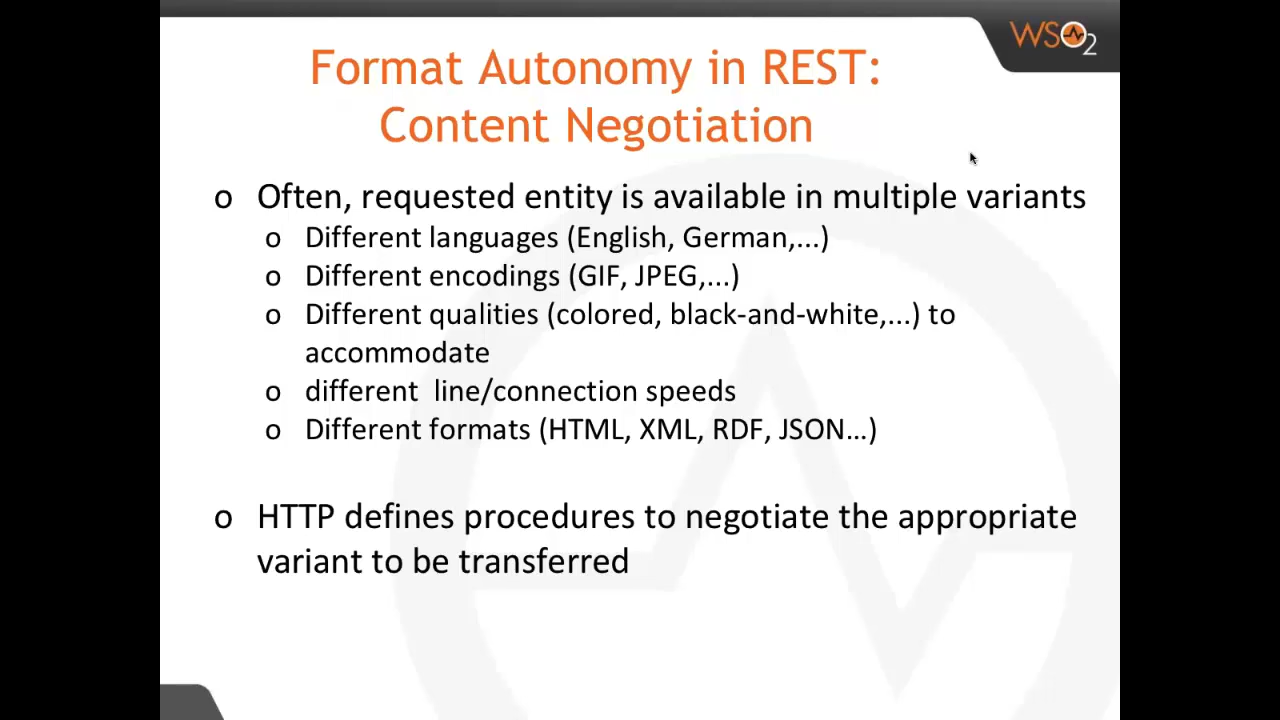 WSO2
Format Autonomy in REST:
Content Negotiation
o Often, requested entity is available in multiple variants
o Different languages (English, German,...)
o Different encodings (GIF, JPEG,...)
o Different qualities (colored, black-and-white,...) to
accommodate
o different  line/connection speeds
o Different formats (HTML, XML, RDF, JSON…)
o HTTP defines procedures to negotiate the appropriate
variant to be transferred